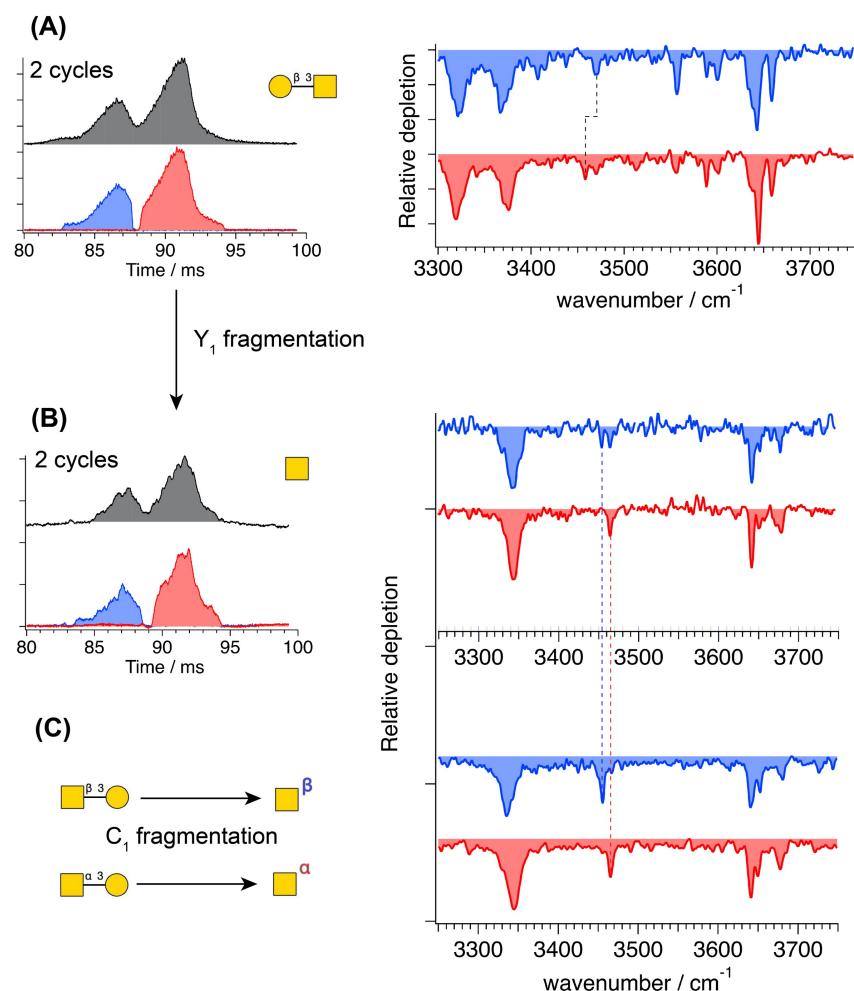 (A)
2 cycles
β 3
80 85 90 95 100
Time / ms
Relative depletion
3300 3400 3500 3600 3700
wavenumber / cm⁻¹
Y₁ fragmentation
(B)
2 cycles
80 85 90 95 100
Time / ms
Relative depletion
3300 3400 3500 3600 3700
(C)
β 3
β
C₁ fragmentation
α 3
α
3300 3400 3500 3600 3700
wavenumber / cm⁻¹